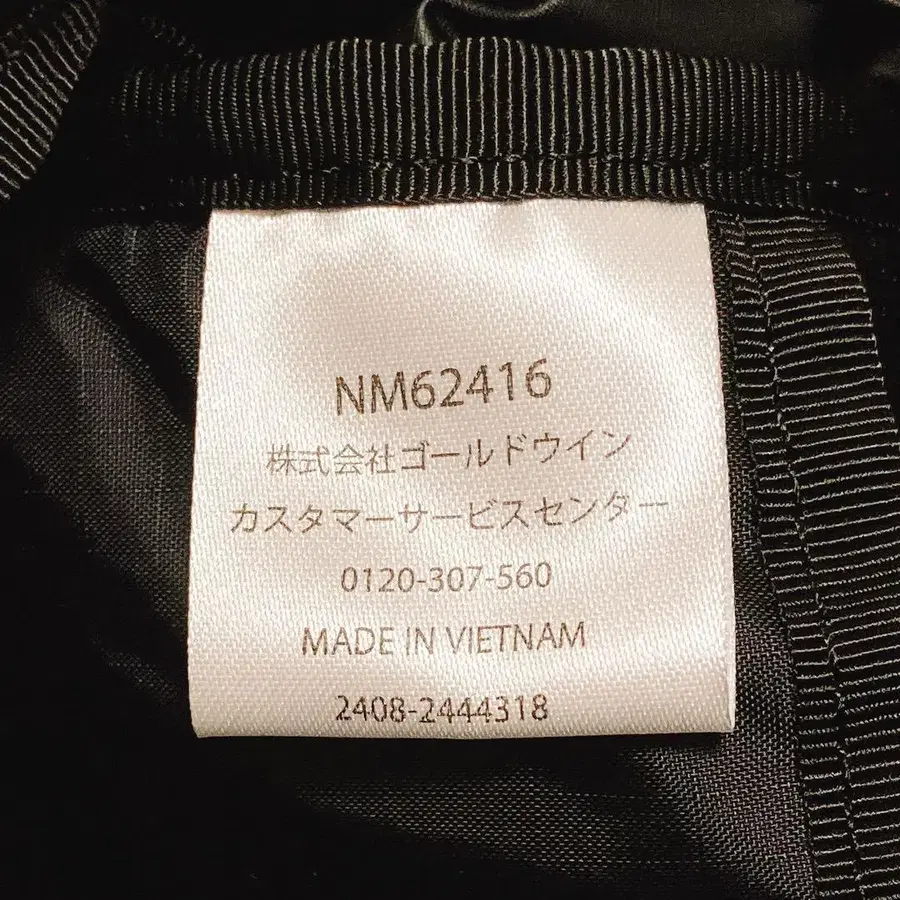 NM62416
株式会社ゴールドウイン
カスタマーサービスセンター
0120-307-560
MADE IN VIETNAM
2408-2444318